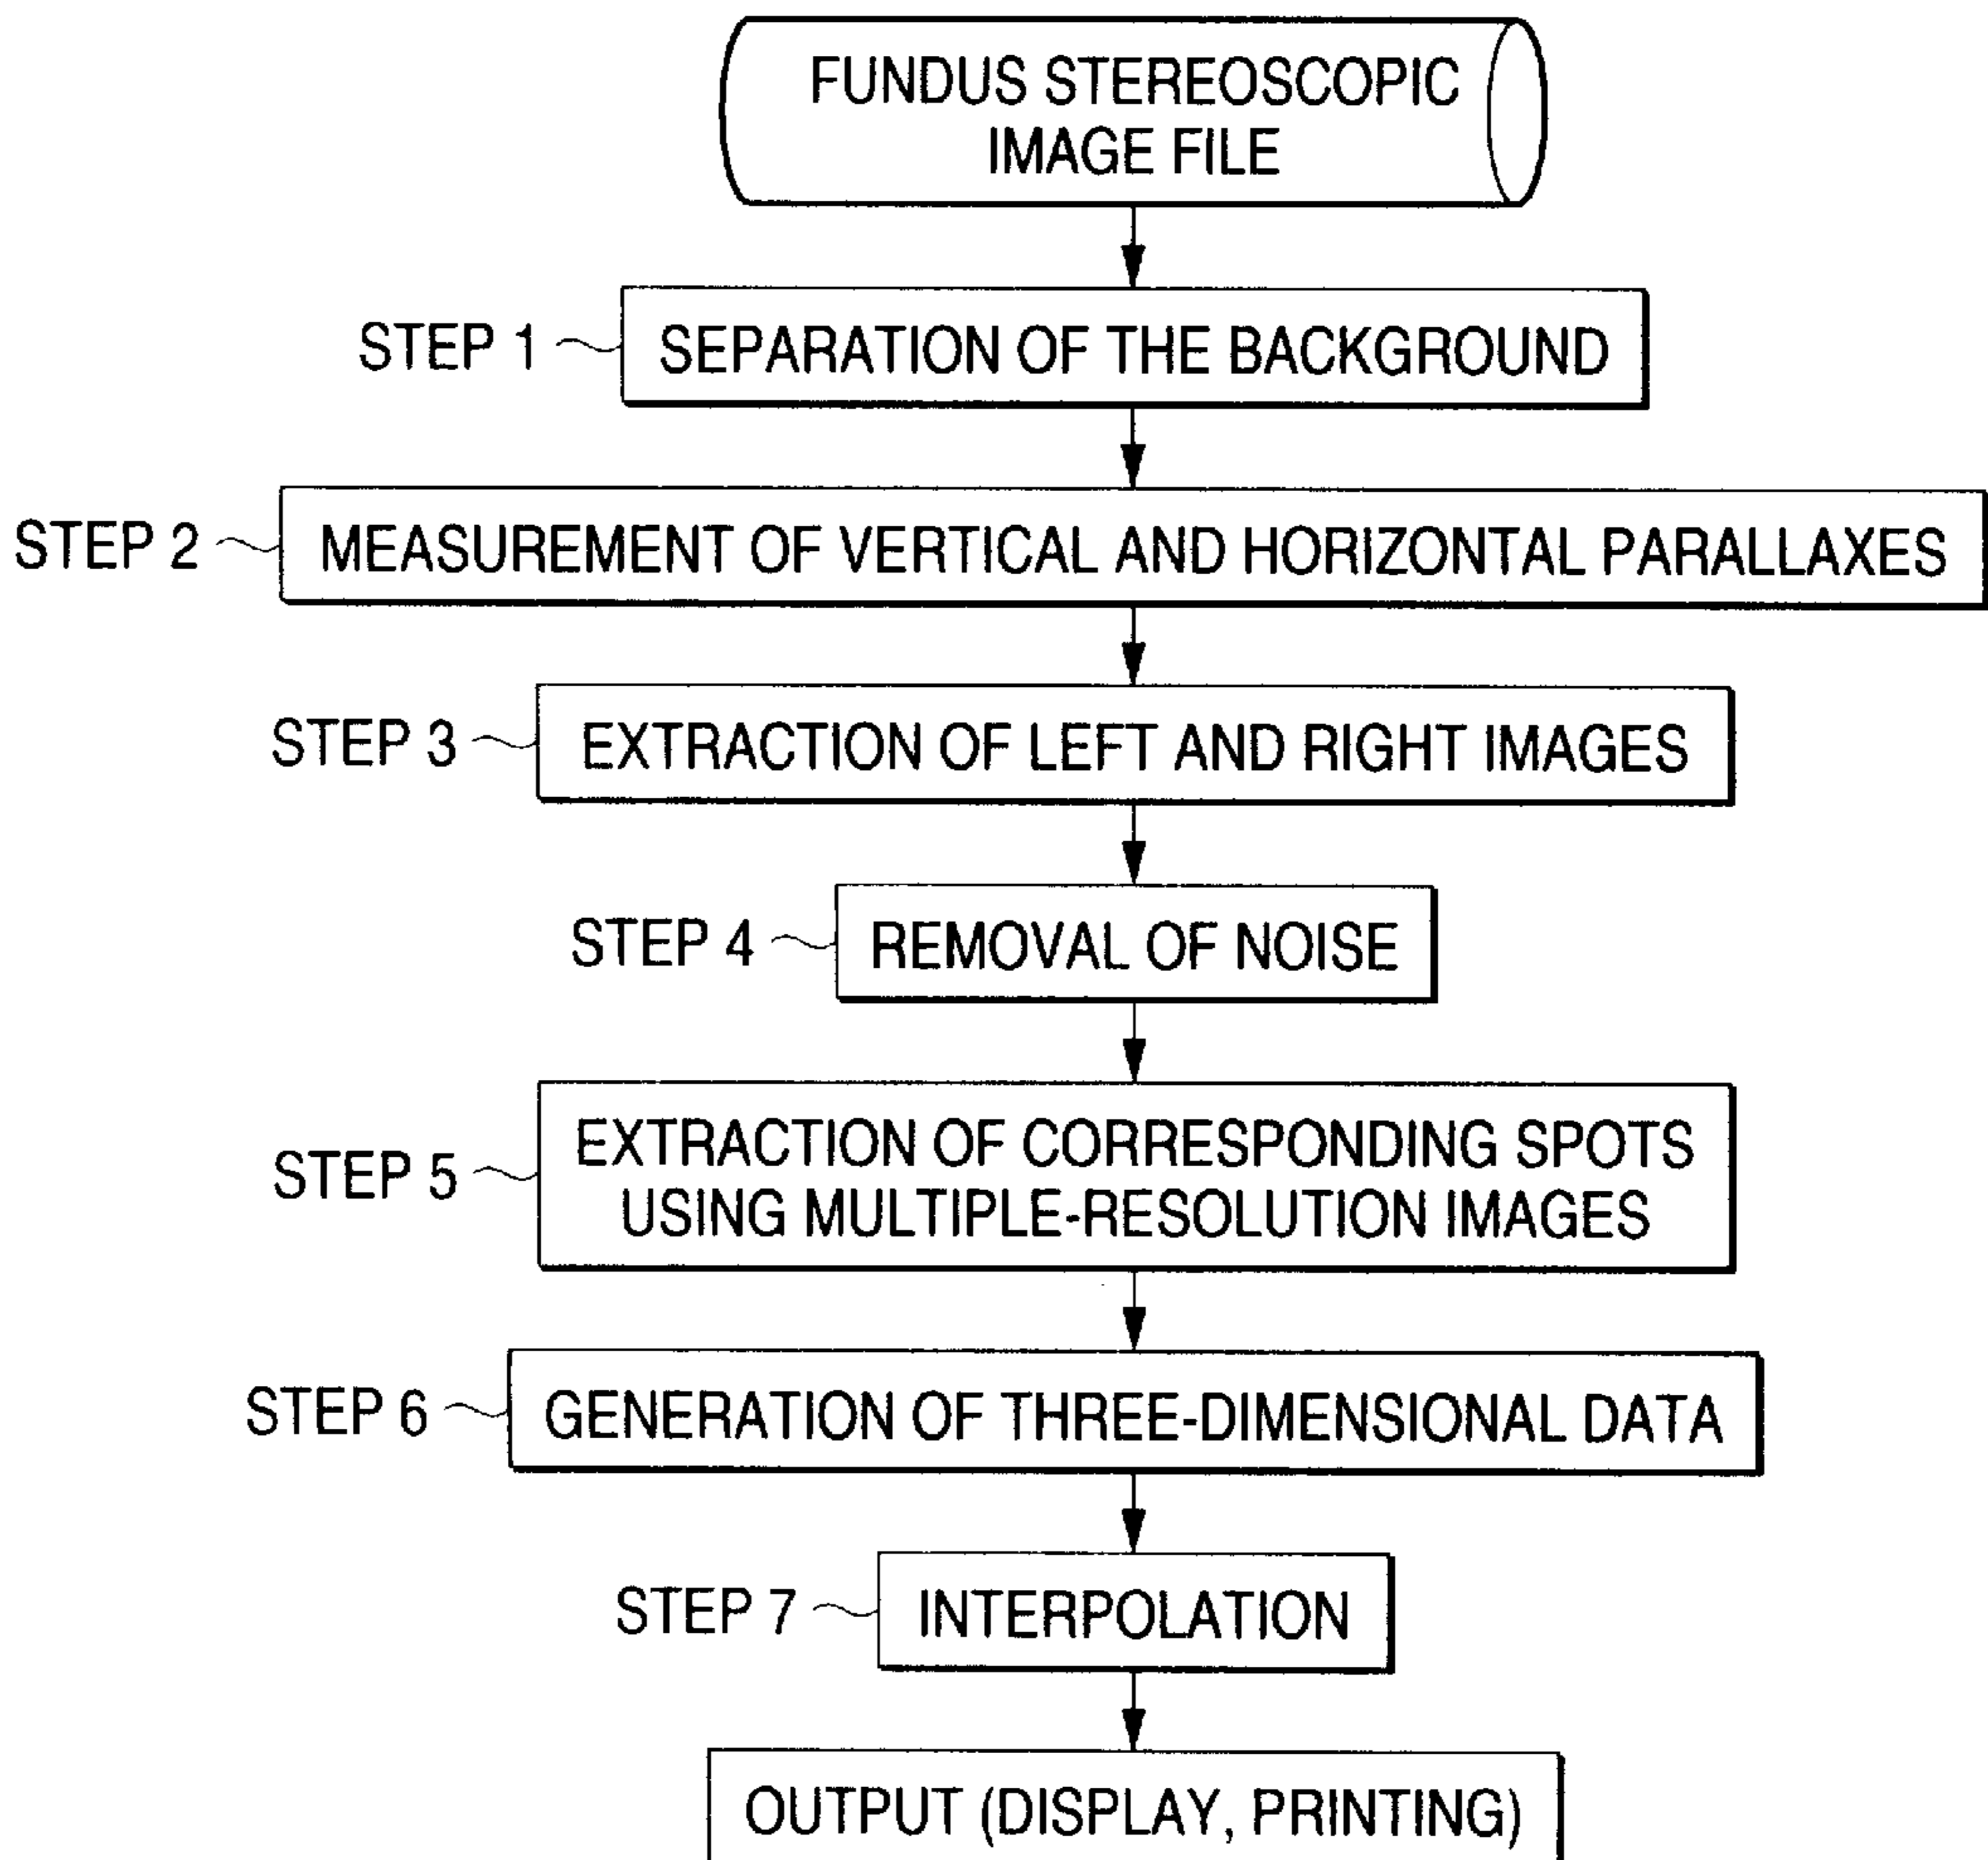 FUNDUS STEREOSCOPIC
IMAGE FILE
STEP 1
SEPARATION OF THE BACKGROUND
STEP 2
MEASUREMENT OF VERTICAL AND HORIZONTAL PARALLAXES
STEP 3
EXTRACTION OF LEFT AND RIGHT IMAGES
STEP 4
REMOVAL OF NOISE
STEP 5
EXTRACTION OF CORRESPONDING SPOTS
USING MULTIPLE-RESOLUTION IMAGES
STEP 6
GENERATION OF THREE-DIMENSIONAL DATA
STEP 7
INTERPOLATION
OUTPUT (DISPLAY, PRINTING)